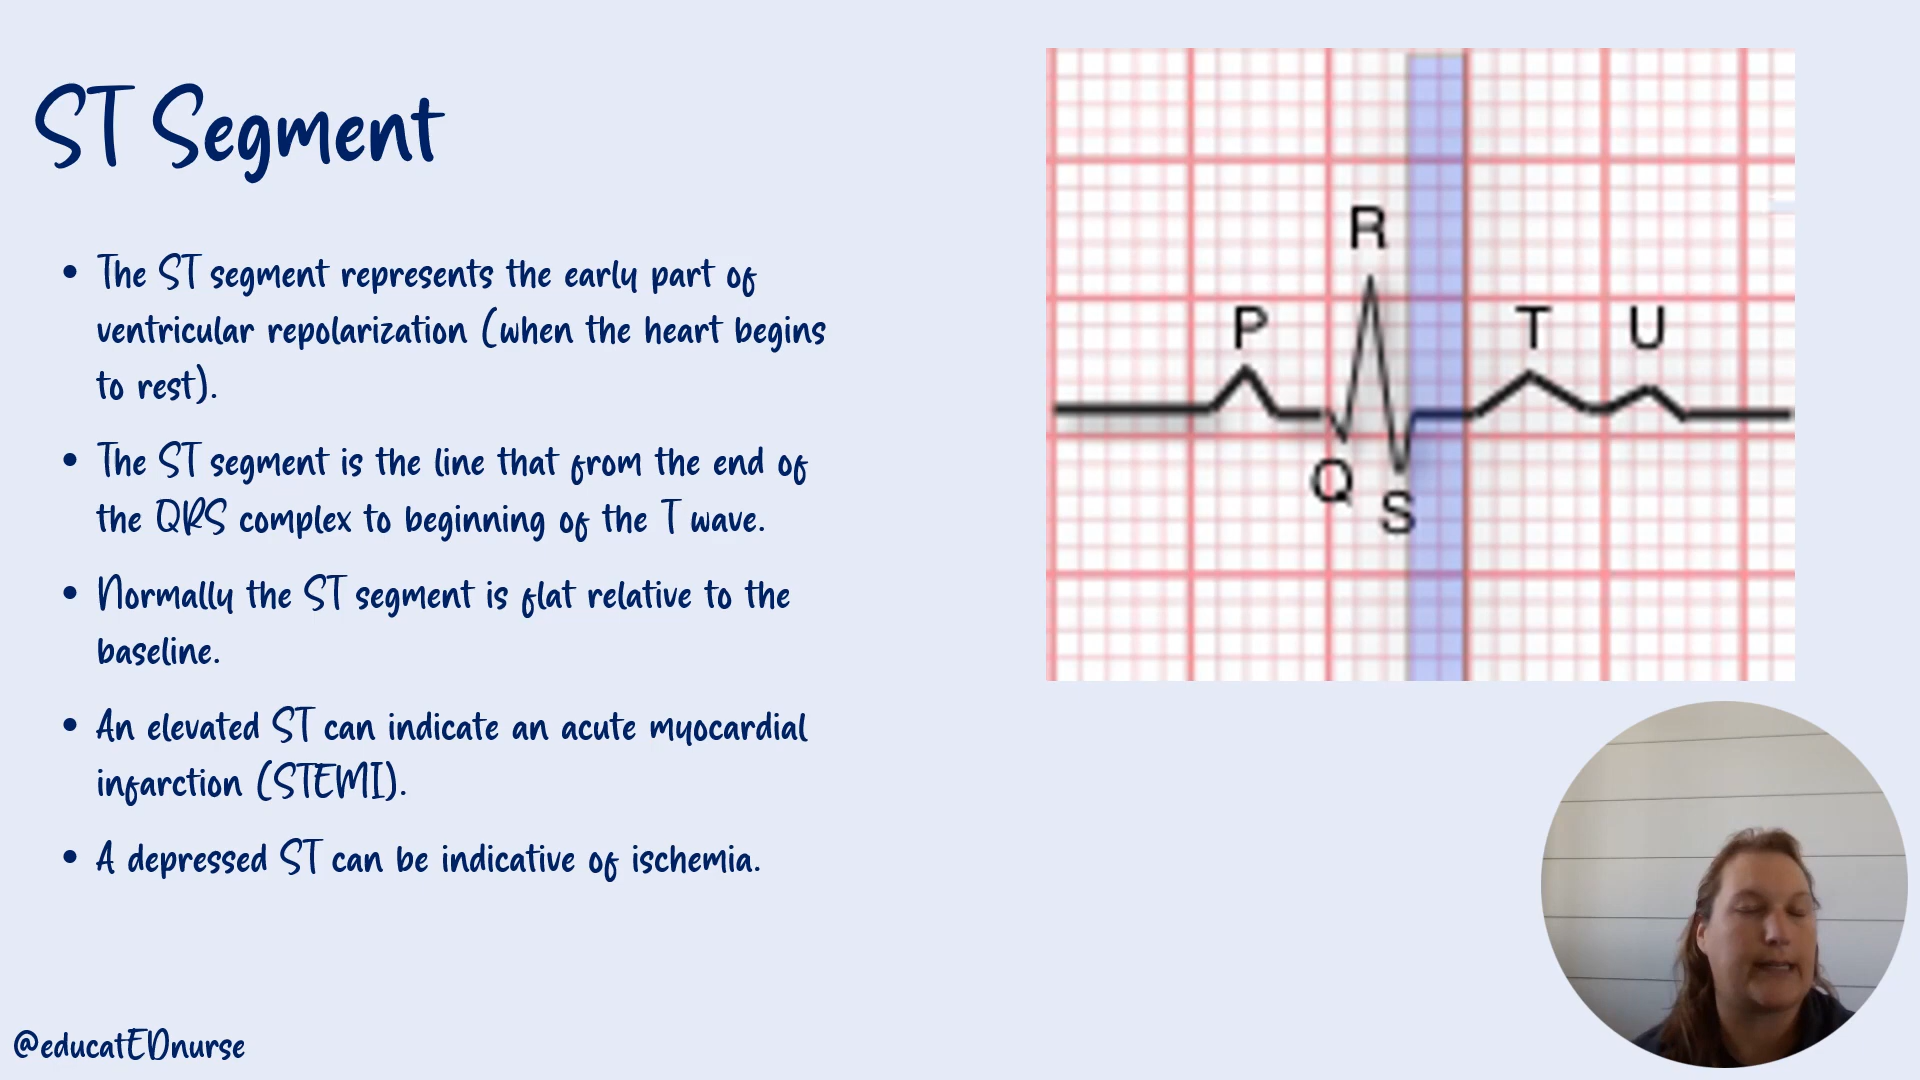 ST Segment
• The ST segment represents the early part of
ventricular repolarization (when the heart begins
to rest).
• The ST segment is the line that from the end of
the QRS complex to beginning of the T wave.
• Normally the ST segment is flat relative to the
baseline.
• An elevated ST can indicate an acute myocardial
infarction (STEMI).
• A depressed ST can be indicative of ischemia.
@educatEDnurse
R
P
T
U
Q
S